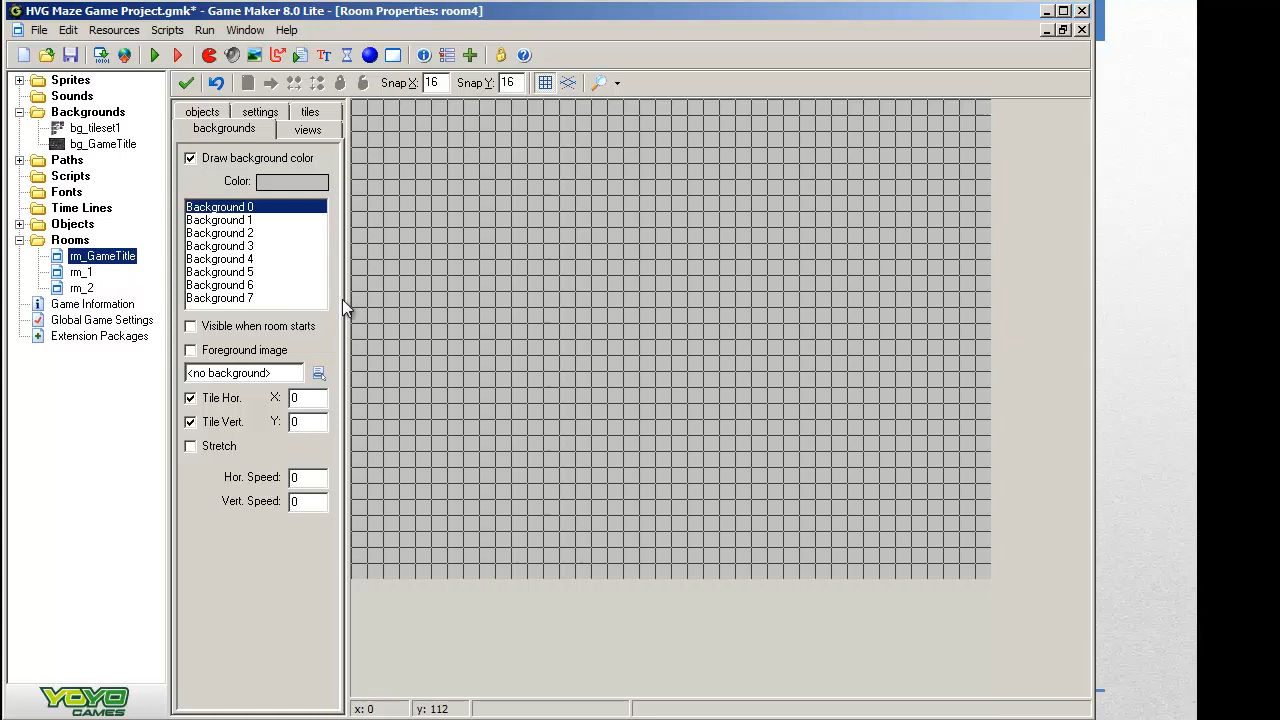 HVG Maze Game Project.gmk* - Game Maker 8.0 Lite - [Room Properties: room4]
File Edit Resources Scripts Run Window Help
Snap X: 16 Snap Y: 16
Sprites
Sounds
Backgrounds
bg_tileset1
bg_GameTitle
Paths
Scripts
Fonts
Time Lines
Objects
Rooms
rm_GameTitle
rm_1
rm_2
Game Information
Global Game Settings
Extension Packages
YOYO
GAMES
objects settings tiles
backgrounds views
Draw background color
Color:
Background 0
Background 1
Background 2
Background 3
Background 4
Background 5
Background 6
Background 7
Visible when room starts
Foreground image
<no background>
Tile Hor. X: 0
Tile Vert. Y: 0
Stretch
Hor. Speed: 0
Vert. Speed: 0
x: 0 y: 112